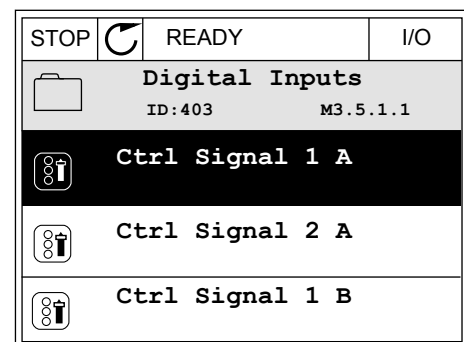 STOP READY I/O
Digital Inputs
ID:403 M3.5.1.1
Ctrl Signal 1 A
Ctrl Signal 2 A
Ctrl Signal 1 B